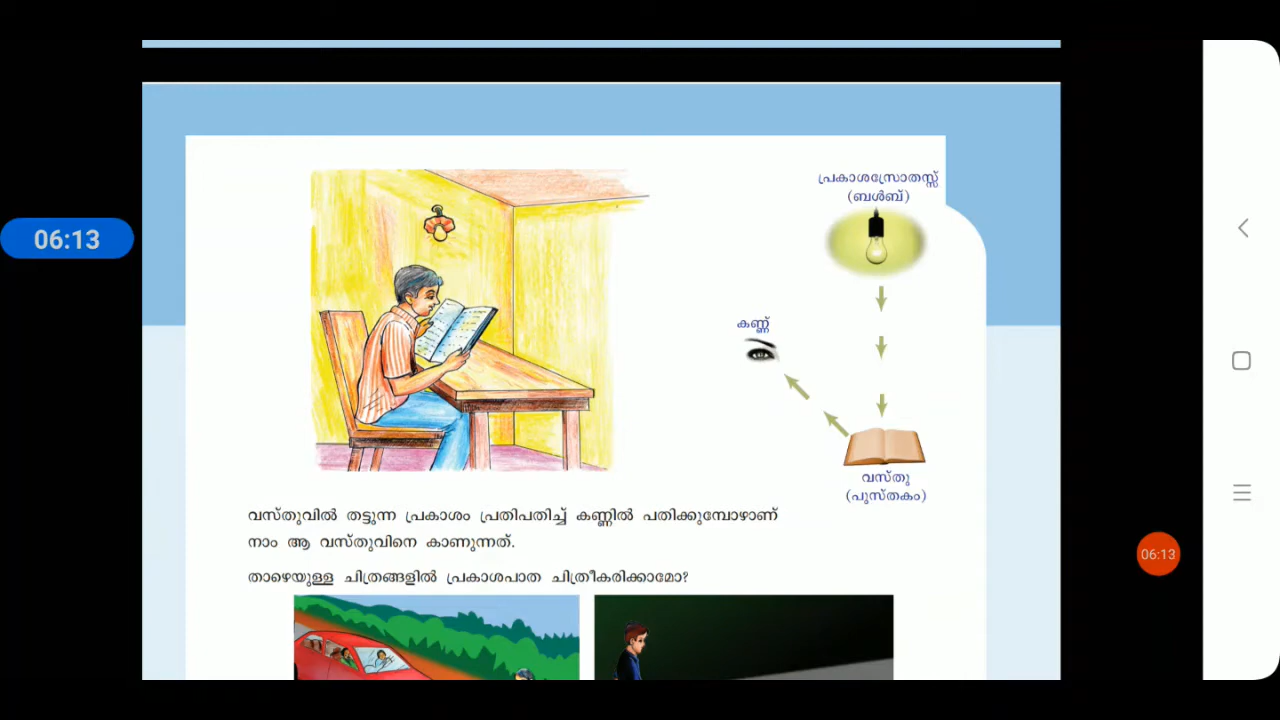 06:13
പ്രകാശസ്രോതസ്സ്
(ബൾബ്)
കണ്ണ്
വസ്തു
(പുസ്തകം)
വസ്തുവിൽ തട്ടുന്ന പ്രകാശം പ്രതിപതിച്ച് കണ്ണിൽ പതിക്കുമ്പോഴാണ്
നാം ആ വസ്തുവിനെ കാണുന്നത്.
താഴെയുള്ള ചിത്രങ്ങളിൽ പ്രകാശപാത ചിത്രീകരിക്കാമോ?
06:13